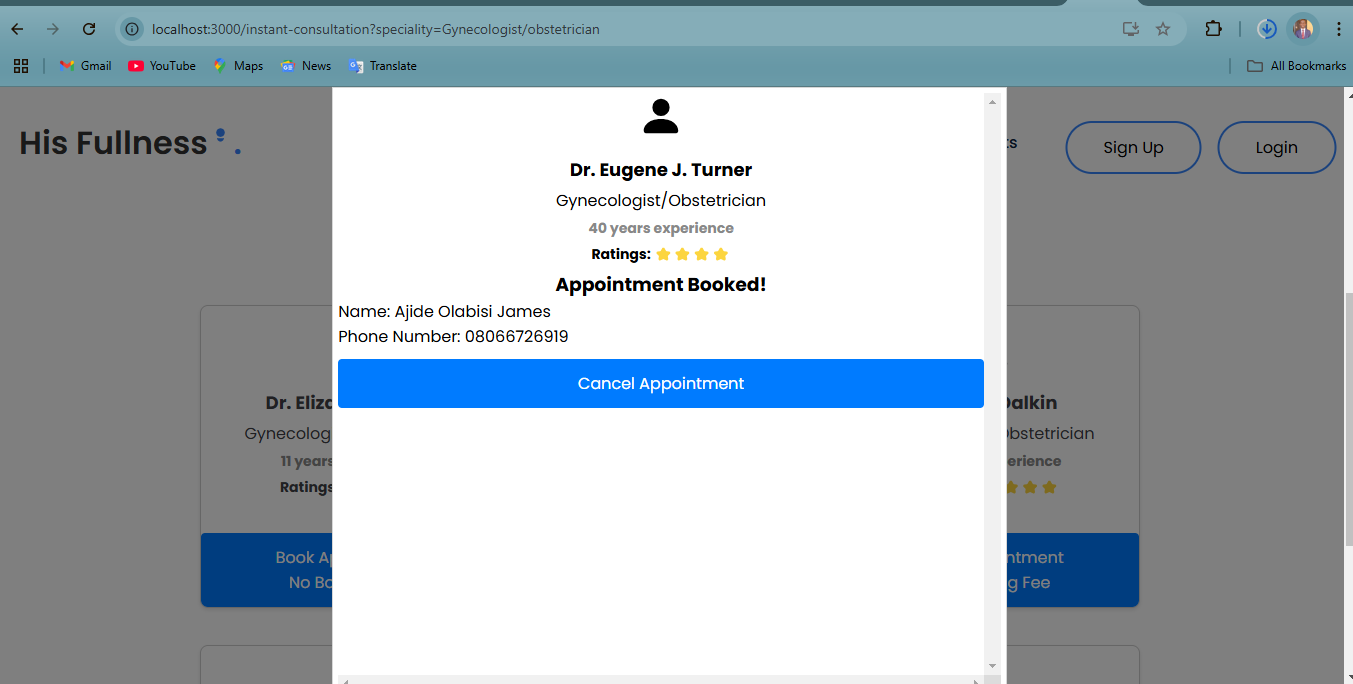 localhost:3000/instant-consultation?speciality=Gynecologist/obstetrician
Gmail YouTube Maps News Translate All Bookmarks
His Fullness
Sign Up Login
Dr. Eugene J. Turner
Gynecologist/Obstetrician
40 years experience
Ratings:
Appointment Booked!
Name: Ajide Olabisi James
Phone Number: 08066726919
Cancel Appointment
Dr. Eliza
Gynecolog
11 years
Ratings
Book Ap
No Bo
Dalkin
Obstetrician
erience
ntment
g Fee